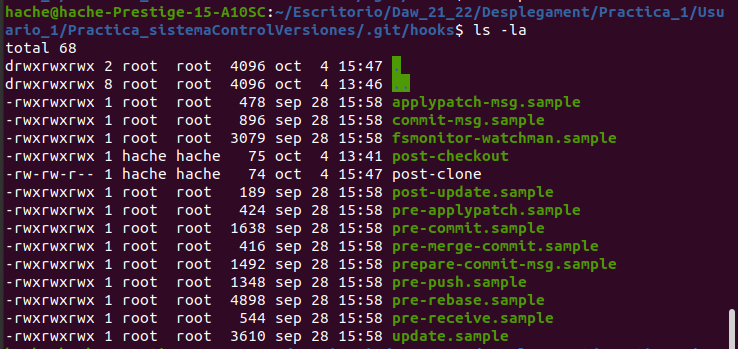 hache@hache-Prestige-15-A10SC:~/Escritorio/Daw_21_22/Desplegament/Practica_1/Usu
ario_1/Practica_sistemaControlVersiones/.git/hooks$ ls -la
total 68
drwxrwxrwx 2 root  root  4096 oct  4 15:47 .
drwxrwxrwx 8 root  root  4096 oct  4 13:46 ..
-rwxrwxrwx 1 root  root   478 sep 28 15:58 applypatch-msg.sample
-rwxrwxrwx 1 root  root   896 sep 28 15:58 commit-msg.sample
-rwxrwxrwx 1 root  root  3079 sep 28 15:58 fsmonitor-watchman.sample
-rwxrwxrwx 1 hache hache   75 oct  4 13:41 post-checkout
-rw-rw-r-- 1 hache hache   74 oct  4 15:47 post-clone
-rwxrwxrwx 1 root  root   189 sep 28 15:58 post-update.sample
-rwxrwxrwx 1 root  root   424 sep 28 15:58 pre-applypatch.sample
-rwxrwxrwx 1 root  root  1638 sep 28 15:58 pre-commit.sample
-rwxrwxrwx 1 root  root   416 sep 28 15:58 pre-merge-commit.sample
-rwxrwxrwx 1 root  root  1492 sep 28 15:58 prepare-commit-msg.sample
-rwxrwxrwx 1 root  root  1348 sep 28 15:58 pre-push.sample
-rwxrwxrwx 1 root  root  4898 sep 28 15:58 pre-rebase.sample
-rwxrwxrwx 1 root  root   544 sep 28 15:58 pre-receive.sample
-rwxrwxrwx 1 root  root  3610 sep 28 15:58 update.sample